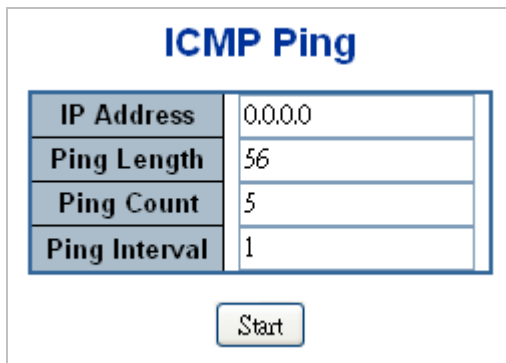 ICMP Ping
IP Address 0.0.0.0
Ping Length 56
Ping Count 5
Ping Interval 1
Start